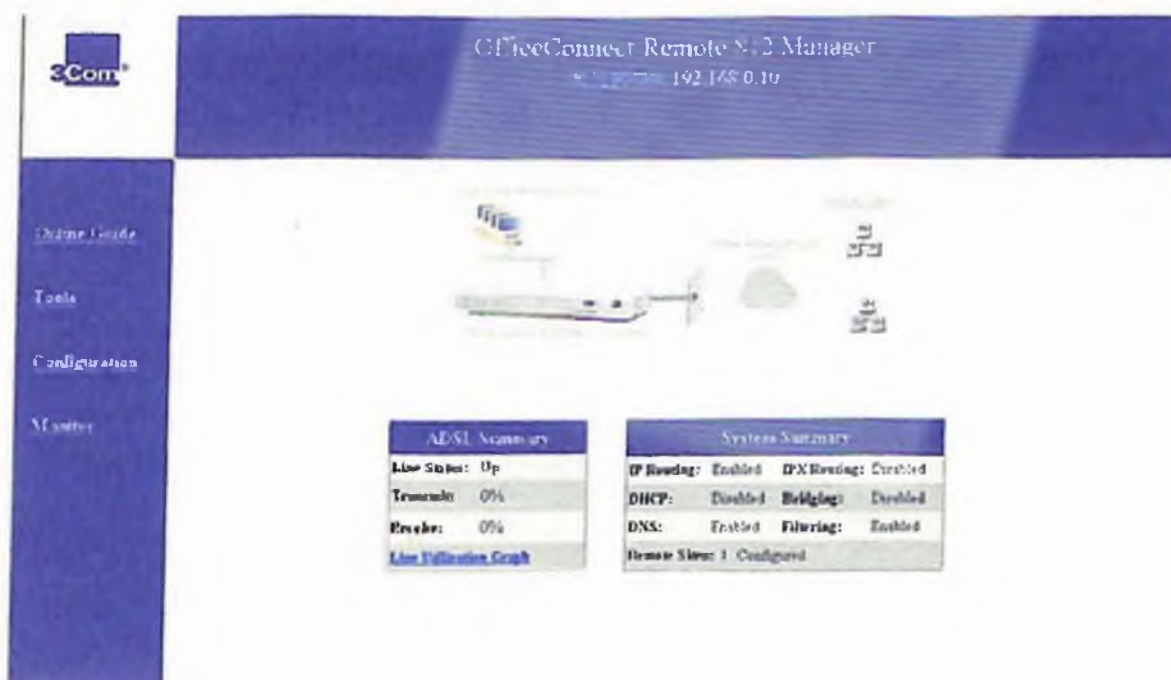 3Com®
OfficeConnect Remote 812 Manager
192.168.0.10
Online Guide
Tools
Configuration
Monitor
ADSL Summary
Line Status: Up
Transmit: 0%
Receive: 0%
Line Utilization Graph
System Summary
IP Routing: Enabled IPX Routing: Disabled
DHCP: Disabled Bridging: Disabled
DNS: Enabled Filtering: Enabled
Remote Sites: 1 Configured